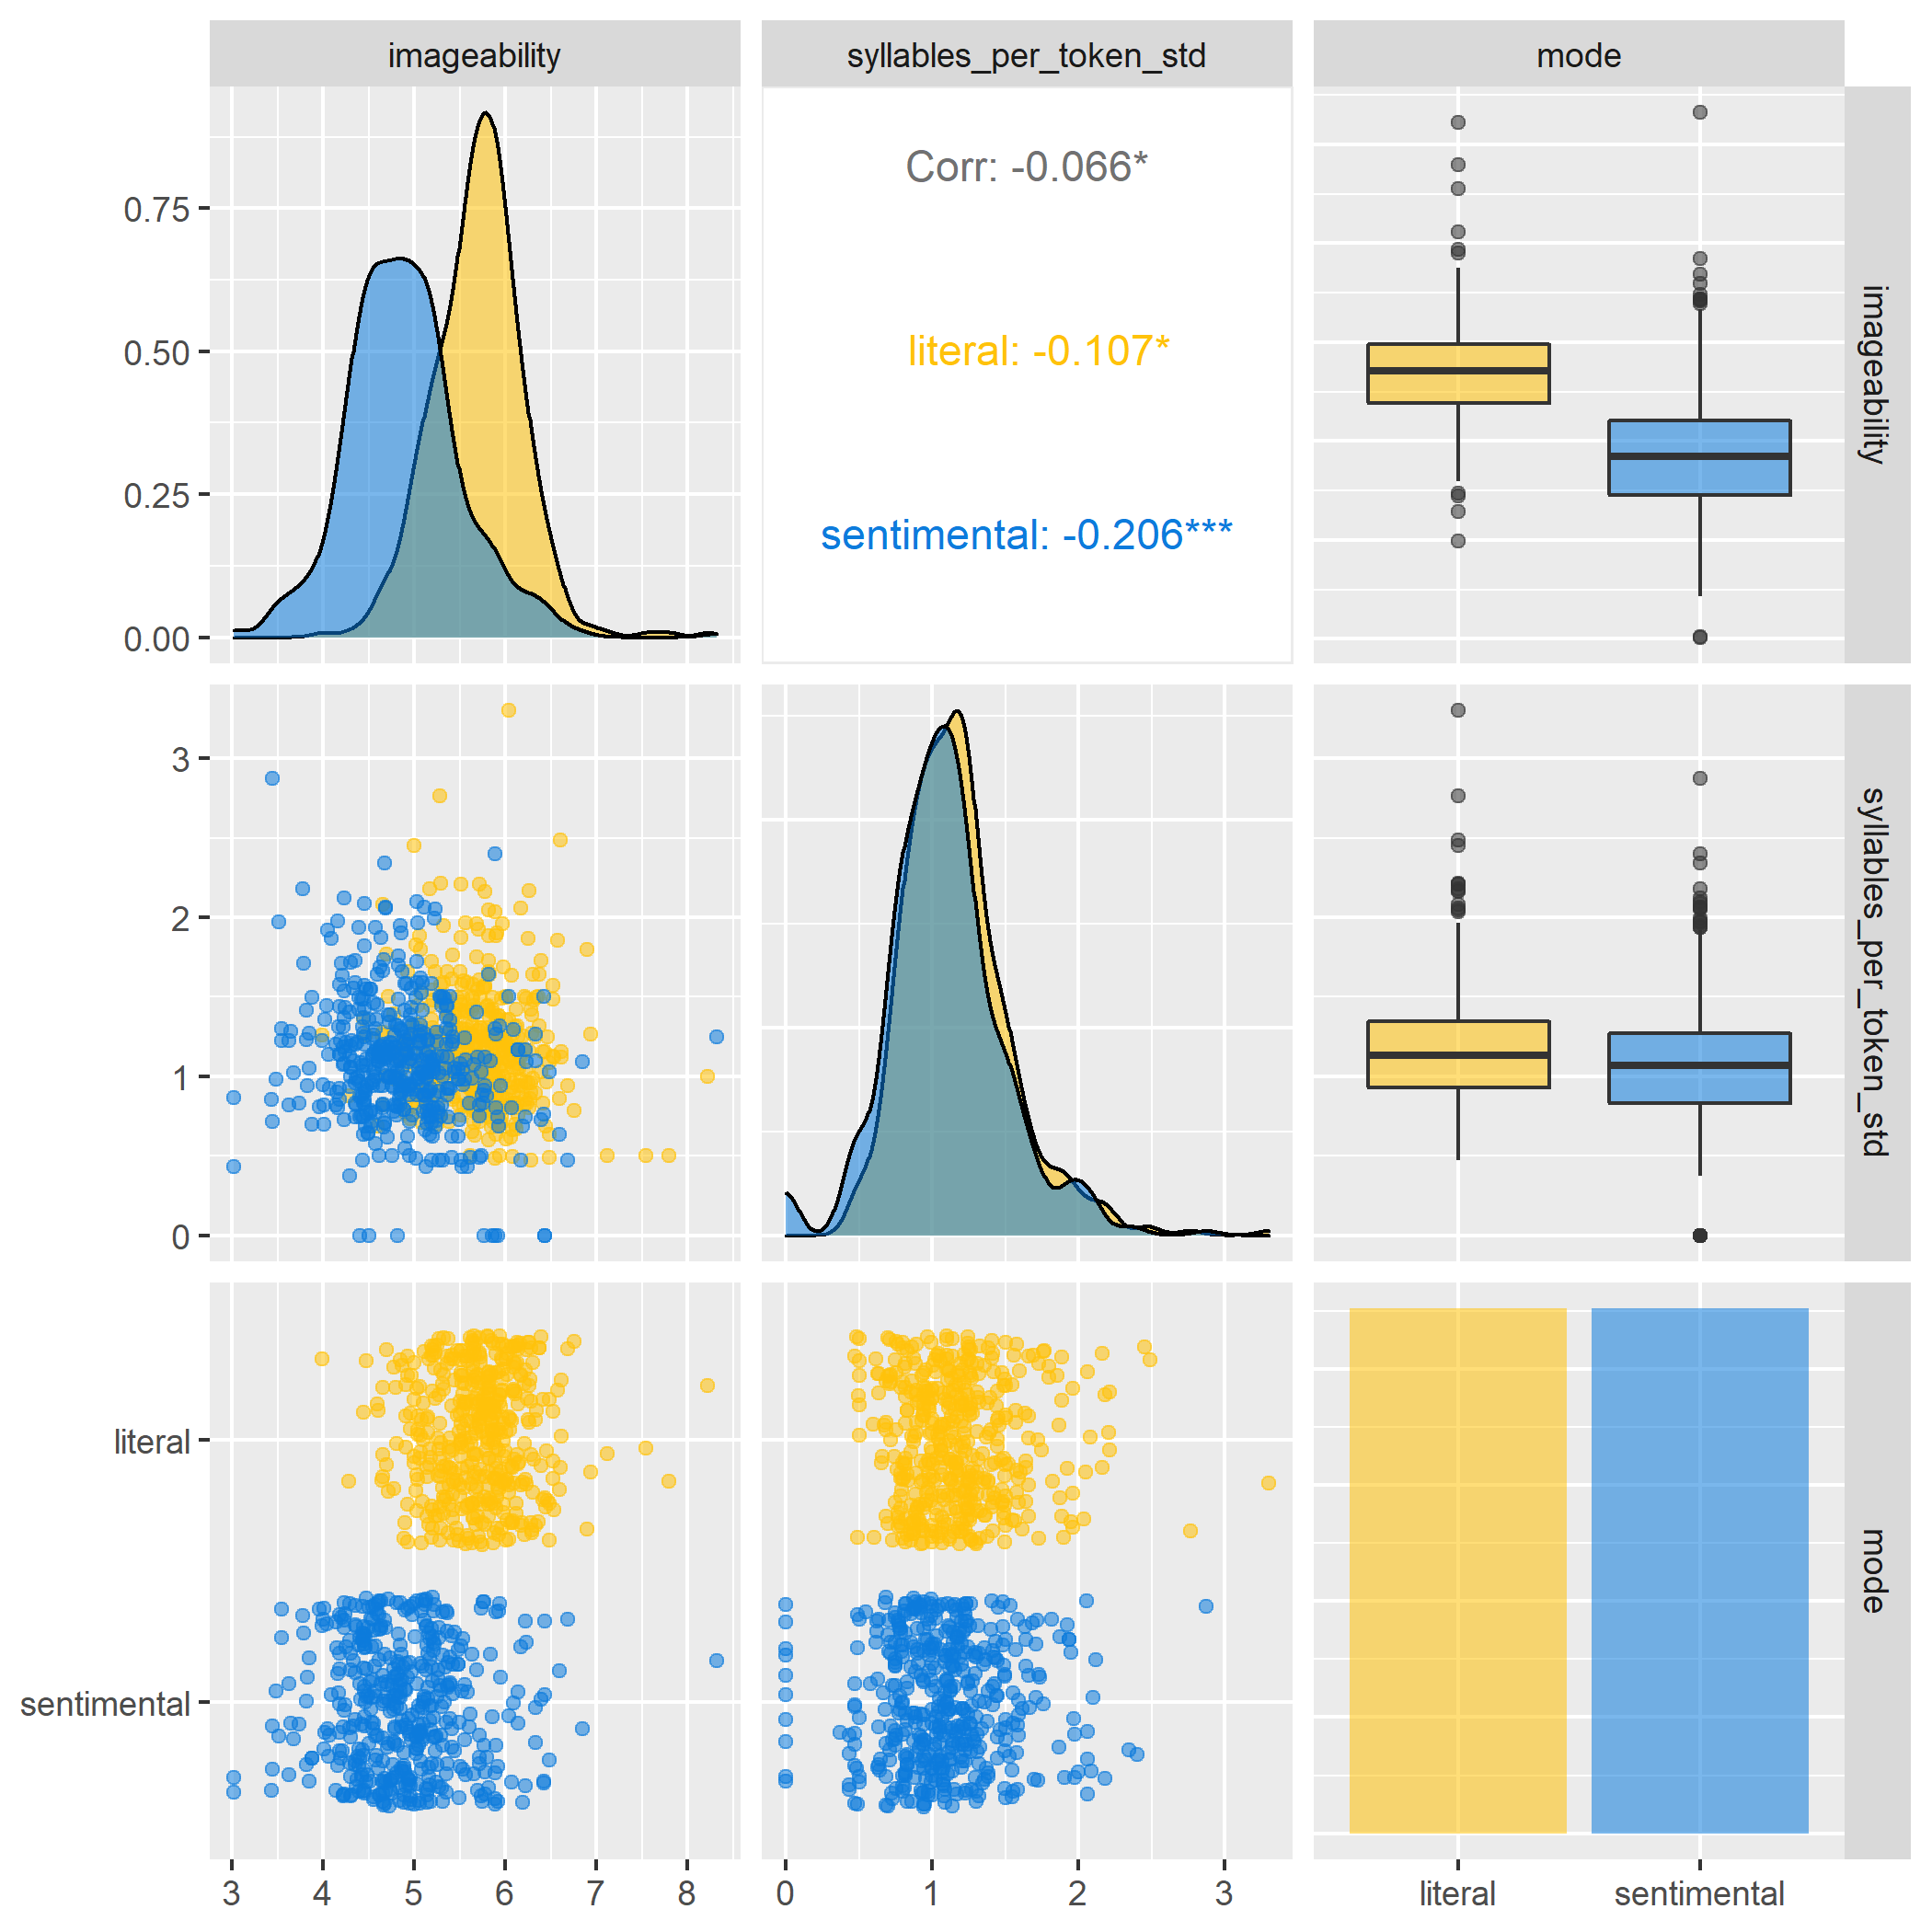 imageability
syllables_per_token_std
mode
0.75
0.50
0.25
0.00
Corr: -0.066*
literal: -0.107*
sentimental: -0.206***
imageability
3
2
1
0
syllables_per_token_std
literal
sentimental
mode
3 4 5 6 7 8
0 1 2 3
literal sentimental